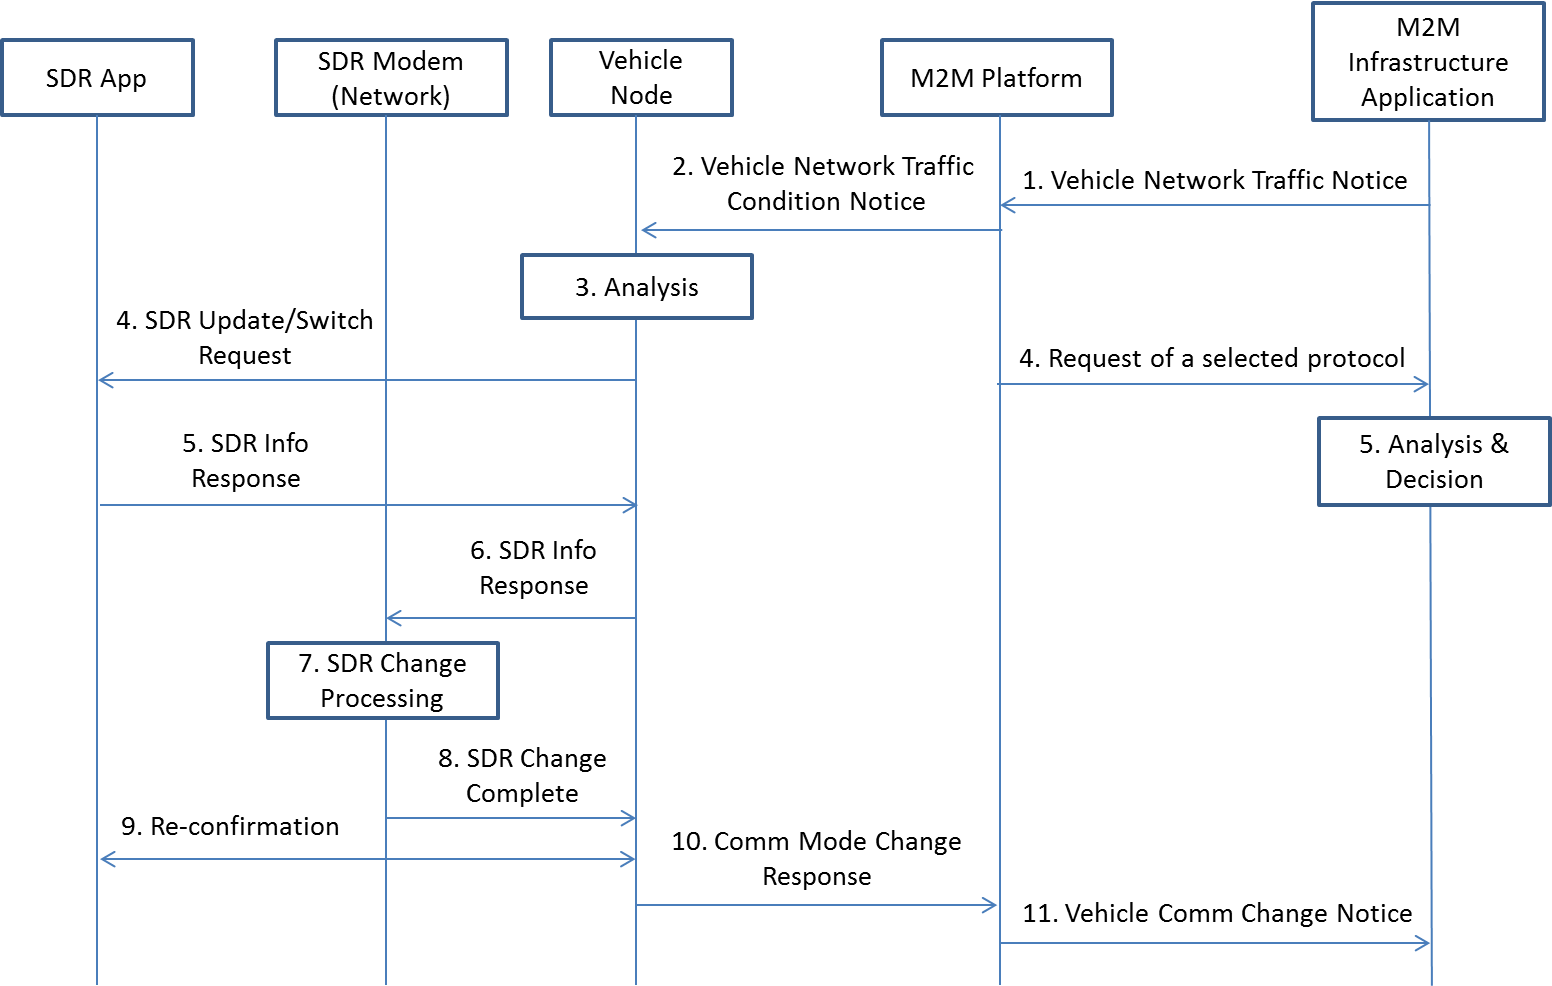 SDR App
SDR Modem
(Network)
Vehicle
Node
M2M Platform
M2M
Infrastructure
Application
2. Vehicle Network Traffic
Condition Notice
1. Vehicle Network Traffic Notice
3. Analysis
4. SDR Update/Switch
Request
4. Request of a selected protocol
5. SDR Info
Response
5. Analysis &
Decision
6. SDR Info
Response
7. SDR Change
Processing
8. SDR Change
Complete
9. Re-confirmation
10. Comm Mode Change
Response
11. Vehicle Comm Change Notice